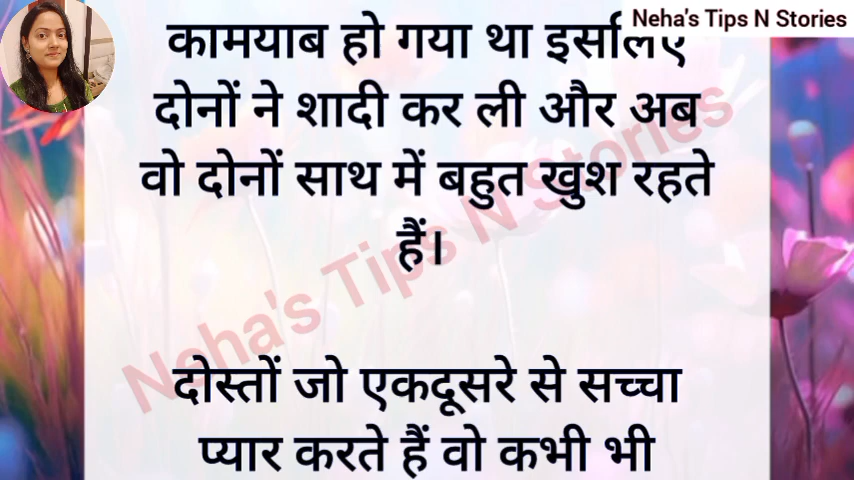 Neha's Tips N Stories
कामयाब हो गया था इसलिए
दोनों ने शादी कर ली और अब
वो दोनों साथ में बहुत खुश रहते
हैं।
Neha's Tips N Stories
दोस्तों जो एकदूसरे से सच्चा
प्यार करते हैं वो कभी भी